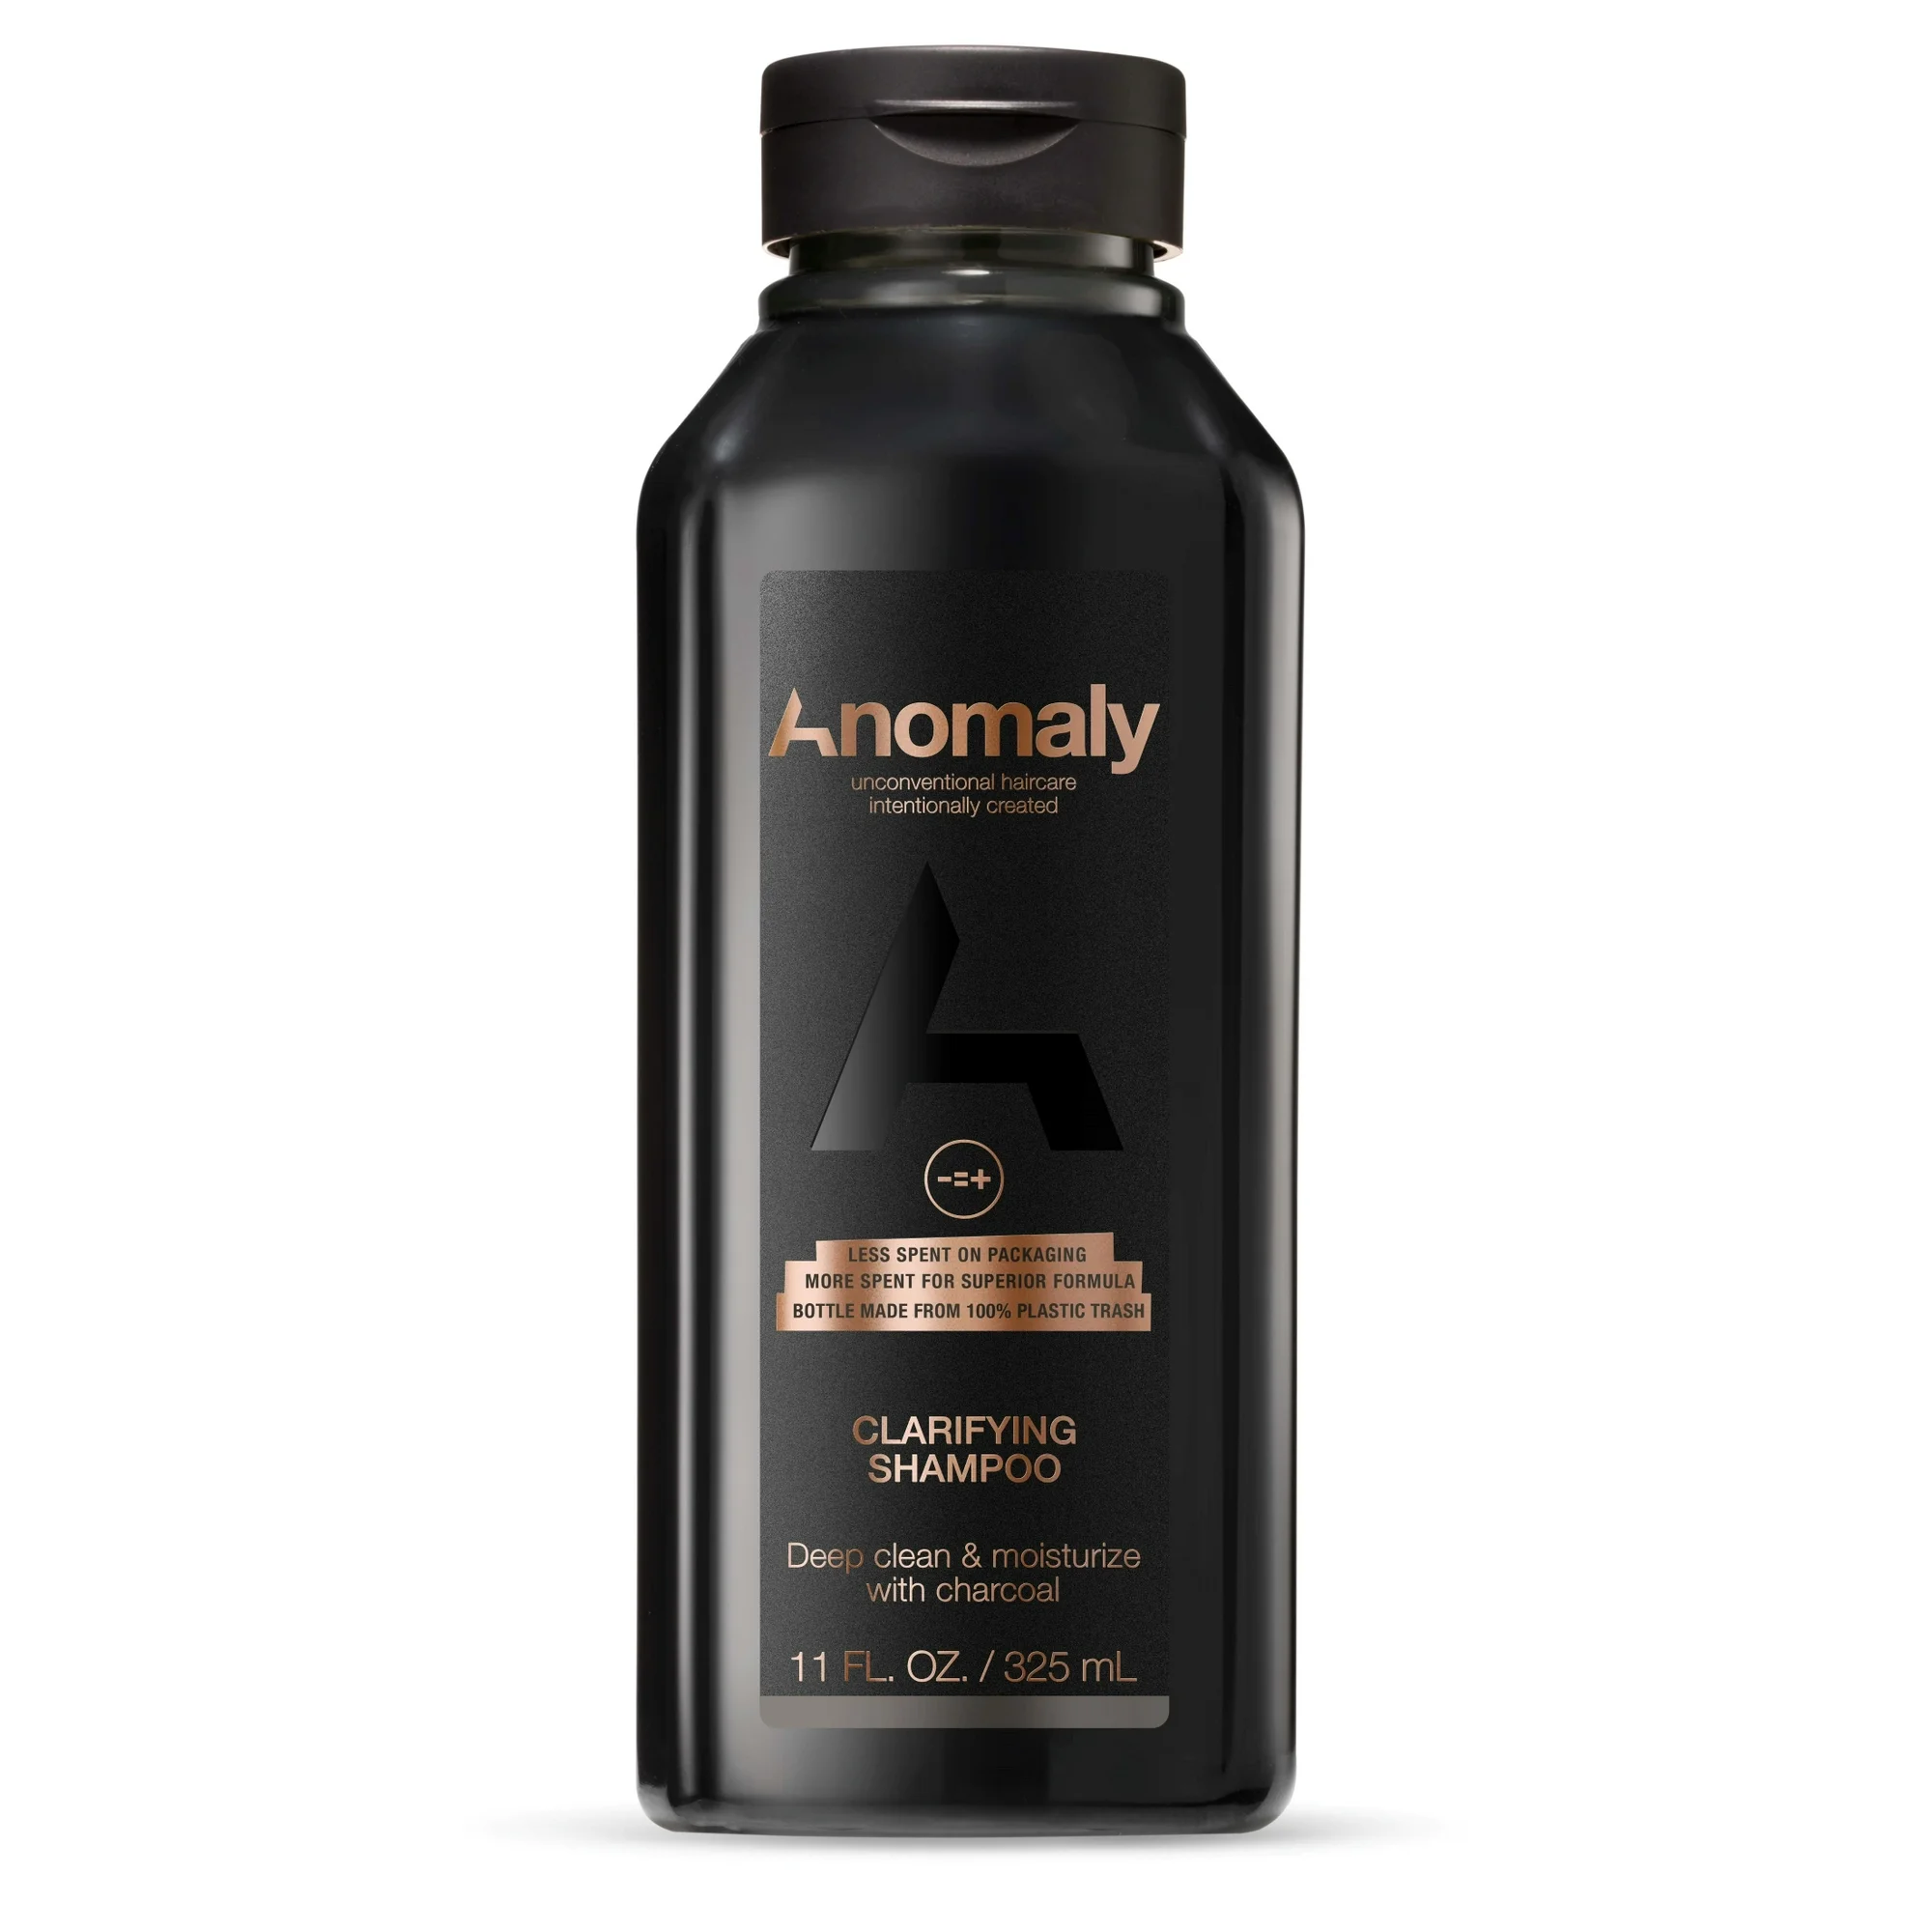 Anomaly
unconventional haircare
intentionally created
A
-=+
LESS SPENT ON PACKAGING
MORE SPENT FOR SUPERIOR FORMULA
BOTTLE MADE FROM 100% PLASTIC TRASH
CLARIFYING
SHAMPOO
Deep clean & moisturize
with charcoal
11 FL. OZ. / 325 mL